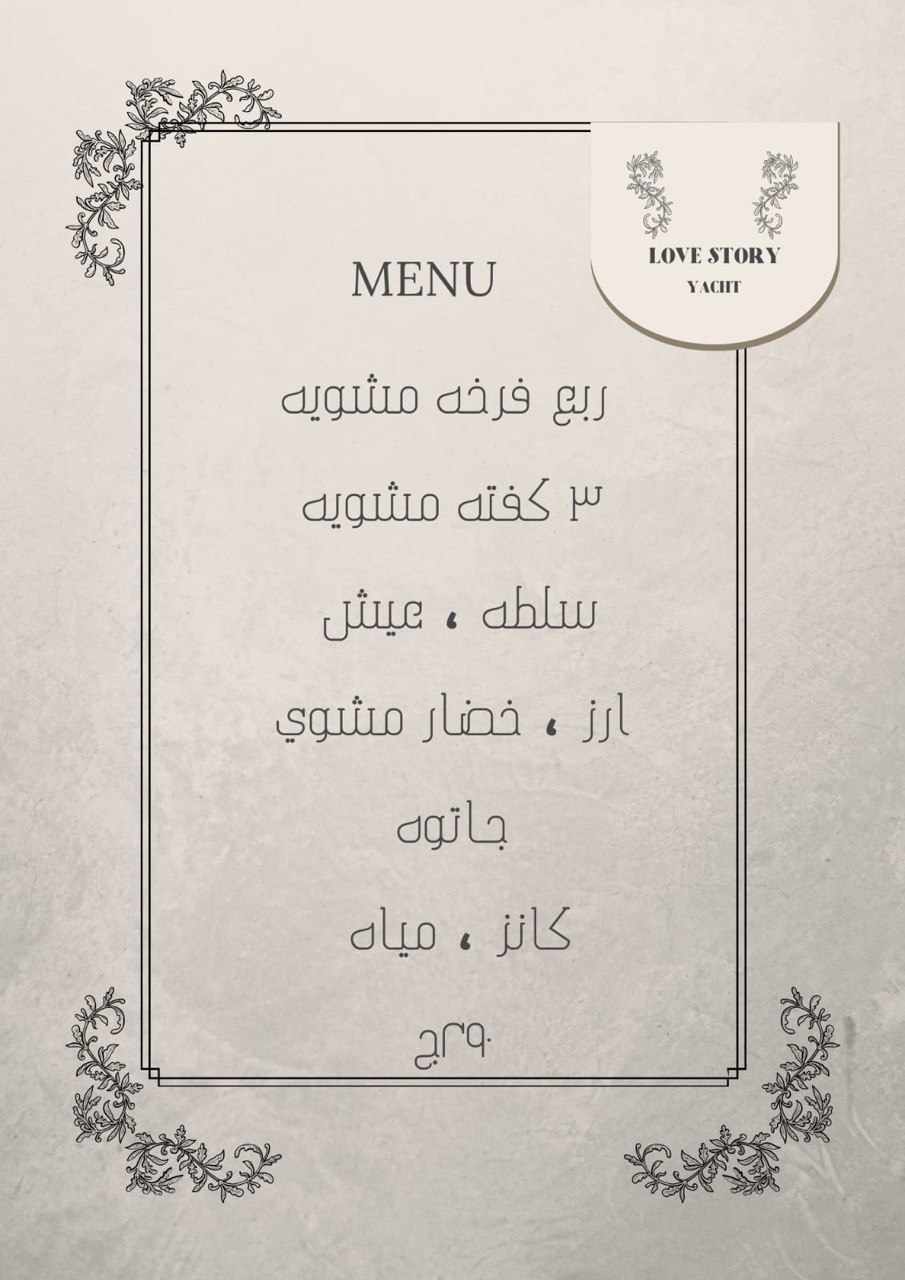 LOVE STORY
YACHT
MENU
ربع فرخه مشويه
٣ كفته مشويه
سلطه ، عيش
ارز ، خضار مشوي
جاتوه
كانز ، مياه
٢٩٠ج